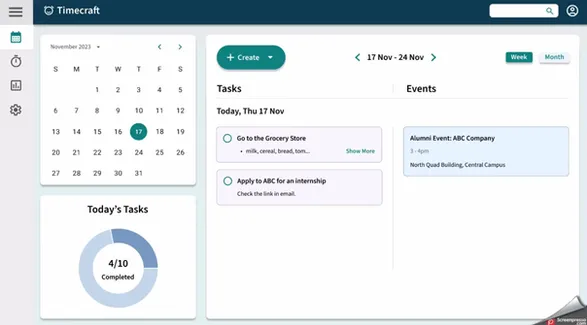 Timecraft
November 2023
S M T W T F S
1 2 3 4 5
6 7 8 9 10 11 12
13 14 15 16 17 18 19
20 21 22 23 24 25 26
27 28 29 30 31
Today's Tasks
4/10
Completed
+ Create
17 Nov - 24 Nov
Week
Month
Tasks
Events
Today, Thu 17 Nov
Go to the Grocery Store
• milk, cereal, bread, tom...
Show More
Apply to ABC for an internship
Check the link in email.
Alumni Event: ABC Company
3 - 4pm
North Quad Building, Central Campus